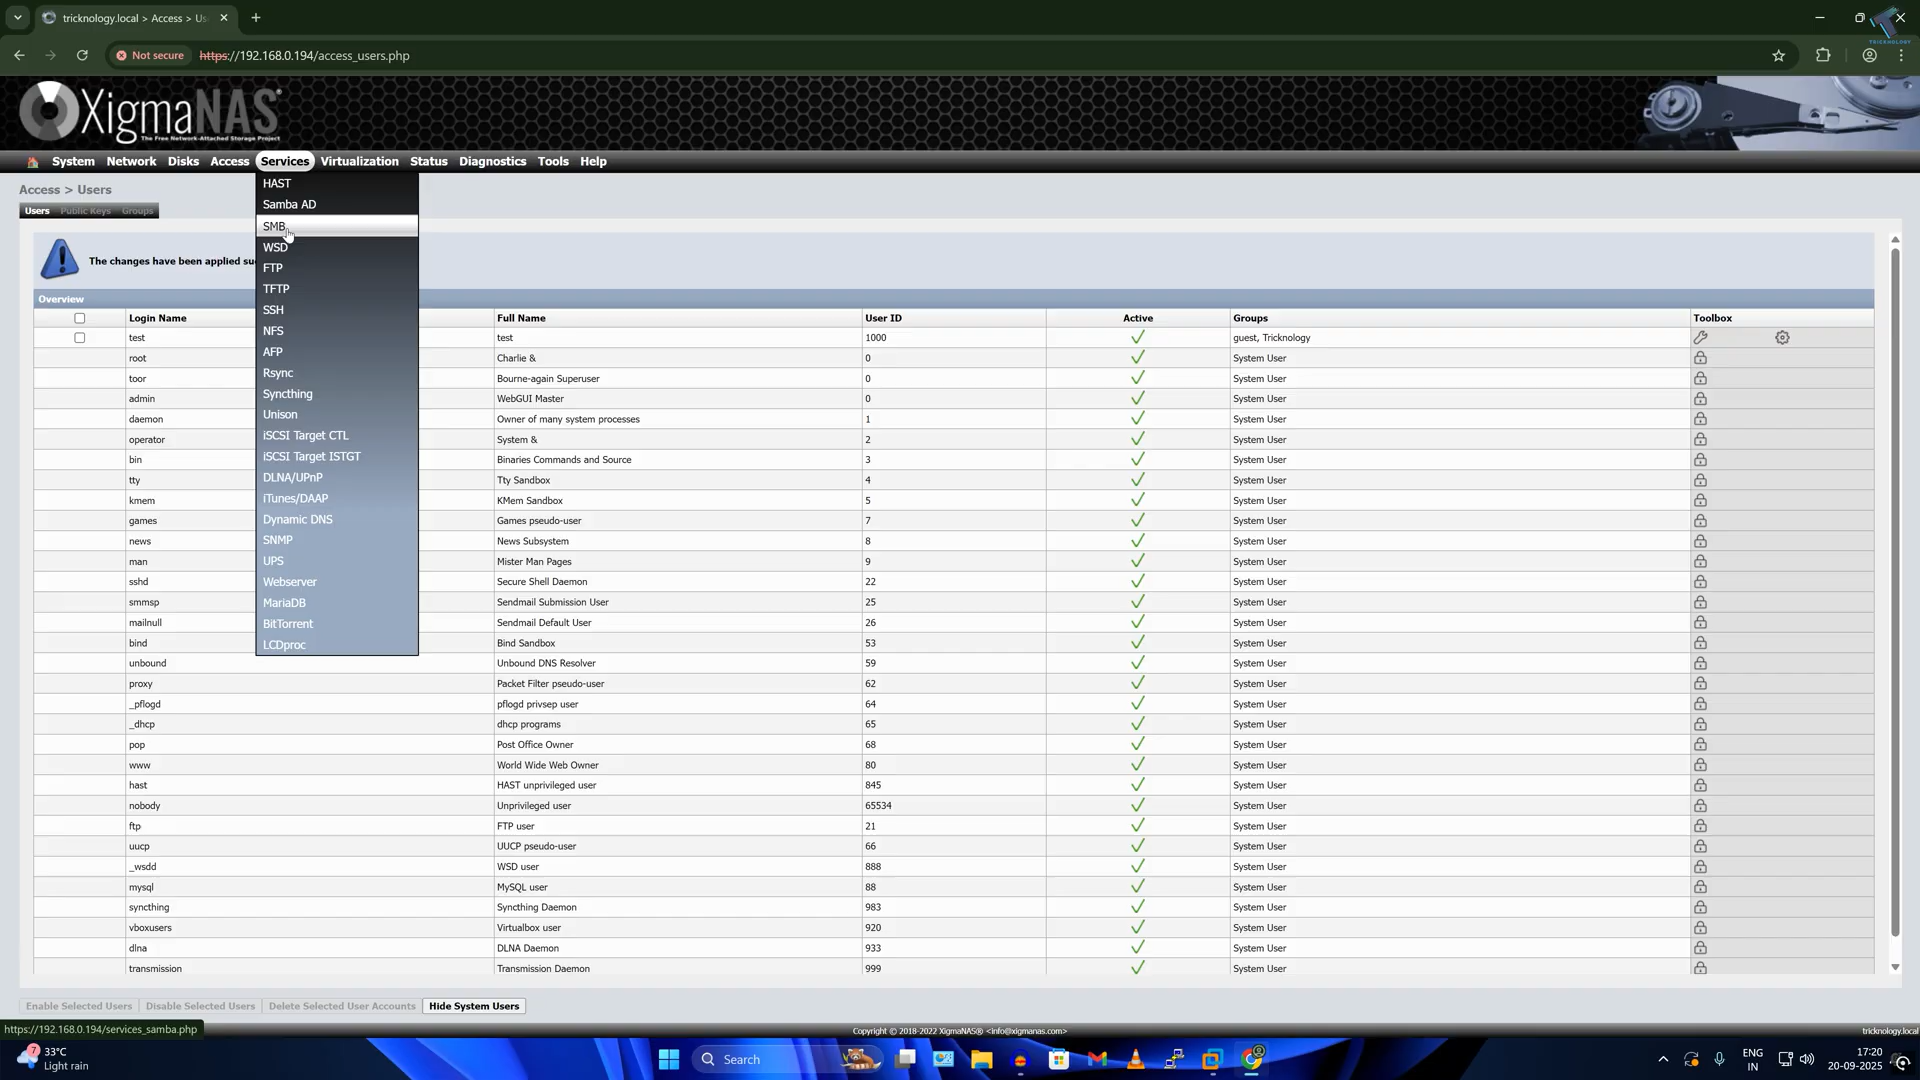 tricknology.local > Access > Us
TRICKNOLOGY
Not secure https://192.168.0.194/access_users.php
XigmaNAS®
The Free Network-Attached Storage Project
System Network Disks Access Services Virtualization Status Diagnostics Tools Help
HAST
Samba AD
SMB
WSD
FTP
TFTP
SSH
NFS
AFP
Rsync
Syncthing
Unison
iSCSI Target CTL
iSCSI Target ISTGT
DLNA/UPnP
iTunes/DAAP
Dynamic DNS
SNMP
UPS
Webserver
MariaDB
BitTorrent
LCDproc
Access > Users
Users Public Keys Groups
The changes have been applied su
Overview
Login Name Full Name User ID Active Groups Toolbox
test test 1000 guest, Tricknology
root Charlie & 0 System User
toor Bourne-again Superuser 0 System User
admin WebGUI Master 0 System User
daemon Owner of many system processes 1 System User
operator System & 2 System User
bin Binaries Commands and Source 3 System User
tty Tty Sandbox 4 System User
kmem KMem Sandbox 5 System User
games Games pseudo-user 7 System User
news News Subsystem 8 System User
man Mister Man Pages 9 System User
sshd Secure Shell Daemon 22 System User
smmsp Sendmail Submission User 25 System User
mailnull Sendmail Default User 26 System User
bind Bind Sandbox 53 System User
unbound Unbound DNS Resolver 59 System User
proxy Packet Filter pseudo-user 62 System User
_pflogd pflogd privsep user 64 System User
_dhcp dhcp programs 65 System User
pop Post Office Owner 68 System User
www World Wide Web Owner 80 System User
hast HAST unprivileged user 845 System User
nobody Unprivileged user 65534 System User
ftp FTP user 21 System User
uucp UUCP pseudo-user 66 System User
_wsdd WSD user 888 System User
mysql MySQL user 88 System User
syncthing Syncthing Daemon 983 System User
vboxusers Virtualbox user 920 System User
dlna DLNA Daemon 933 System User
transmission Transmission Daemon 999 System User
Enable Selected Users Disable Selected Users Delete Selected User Accounts Hide System Users
https://192.168.0.194/services_samba.php
Copyright © 2018-2022 XigmaNAS® <info@xigmanas.com>
tricknology.local
7
33°C
Light rain
Search
ENG
IN
17:20
20-09-2025